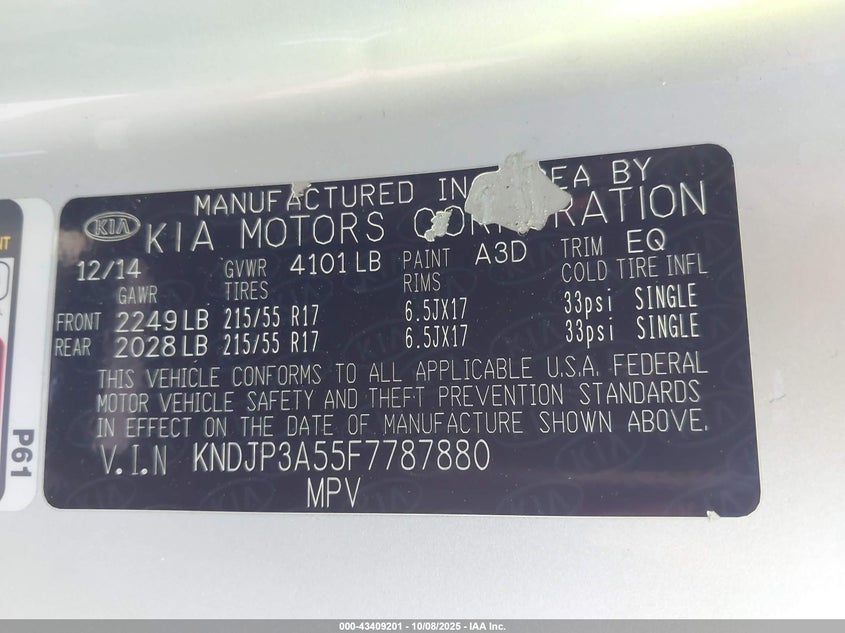 MANUFACTURED IN EA BY
KIA
KIA MOTORS C RATION
12/14 GVWR 4101 LB PAINT A3D TRIM EQ
GAWR TIRES RIMS COLD TIRE INFL
FRONT 2249 LB 215/55 R17 6.5JX17 33psi SINGLE
REAR 2028 LB 215/55 R17 6.5JX17 33psi SINGLE
THIS VEHICLE CONFORMS TO ALL APPLICABLE U.S.A. FEDERAL
MOTOR VEHICLE SAFETY AND THEFT PREVENTION STANDARDS
IN EFFECT ON THE DATE OF MANUFACTURE SHOWN ABOVE.
V.I.N KNDJP3A55F7787880
MPV
P61
000-43409201 - 10/08/2025 - IAA Inc.